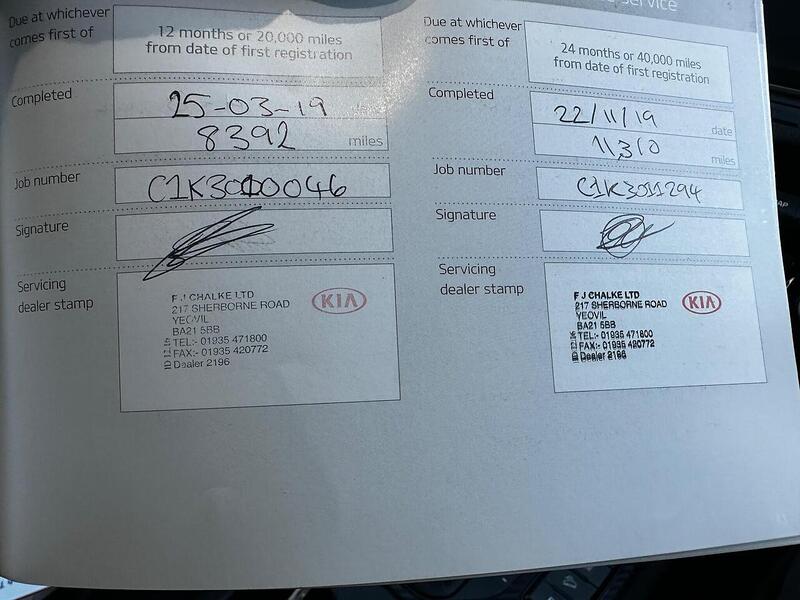 service
Due at whichever
comes first of
12 months or 20,000 miles
from date of first registration
Completed
25-03-19
8392
miles
Job number
Signature
Servicing
dealer stamp
F J CHALKE LTD
217 SHERBORNE ROAD
YEOVIL
BA21 5BB
TEL:- 01935 471800
FAX:- 01935 420772
Dealer 2196
KIA
Due at whichever
comes first of
24 months or 40,000 miles
from date of first registration
Completed
22/11/19
date
11,310
miles
Job number
C1K3011294
Signature
Servicing
dealer stamp
F J CHALKE LTD
217 SHERBORNE ROAD
YEOVIL
BA21 5BB
TEL:- 01935 471800
FAX:- 01935 420772
Dealer 2196
KIA